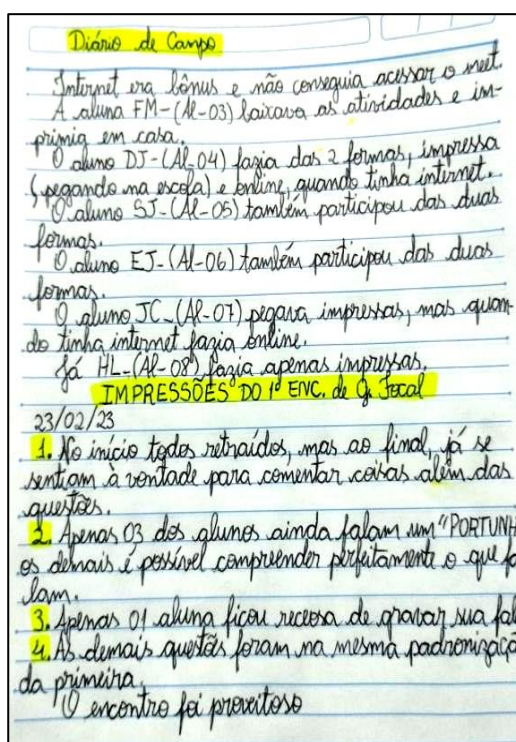 Diário de Campo
Internet era bônus e não conseguia acessar o meet.
A aluna FM-(Al-03) baixava as atividades e im-
primia em casa.
O aluno DJ-(Al-04) fazia das 2 formas, impressa
(pegando na escola) e online, quando tinha internet.
O aluno SJ-(Al-05) também participou das duas
formas.
O aluno EJ-(Al-06) também participou das duas
formas.
O aluno JC-(Al-07) pegava impressas, mas quan-
do tinha internet fazia online.
Já HL-(Al-08) fazia apenas impressas.
IMPRESSÕES DO 1º ENC. de G. Focal
23/02/23
1. No início todos retraídos, mas ao final, já se
sentiam à vontade para comentar coisas além das
questões.
2. Apenas 03 dos alunos ainda falam um "PORTUNH
os demais é possível compreender perfeitamente o que fa
lam.
3. Apenas 01 aluna ficou receosa de gravar sua fal
4. As demais questões foram na mesma padronizaçã
da primeira.
O encontro foi proveitoso